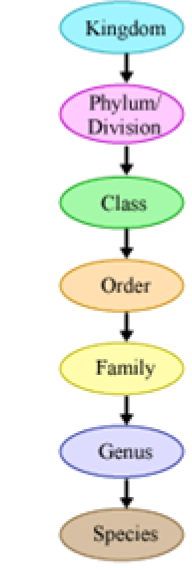 Kingdom
Phylum/
Division
Class
Order
Family
Genus
Species